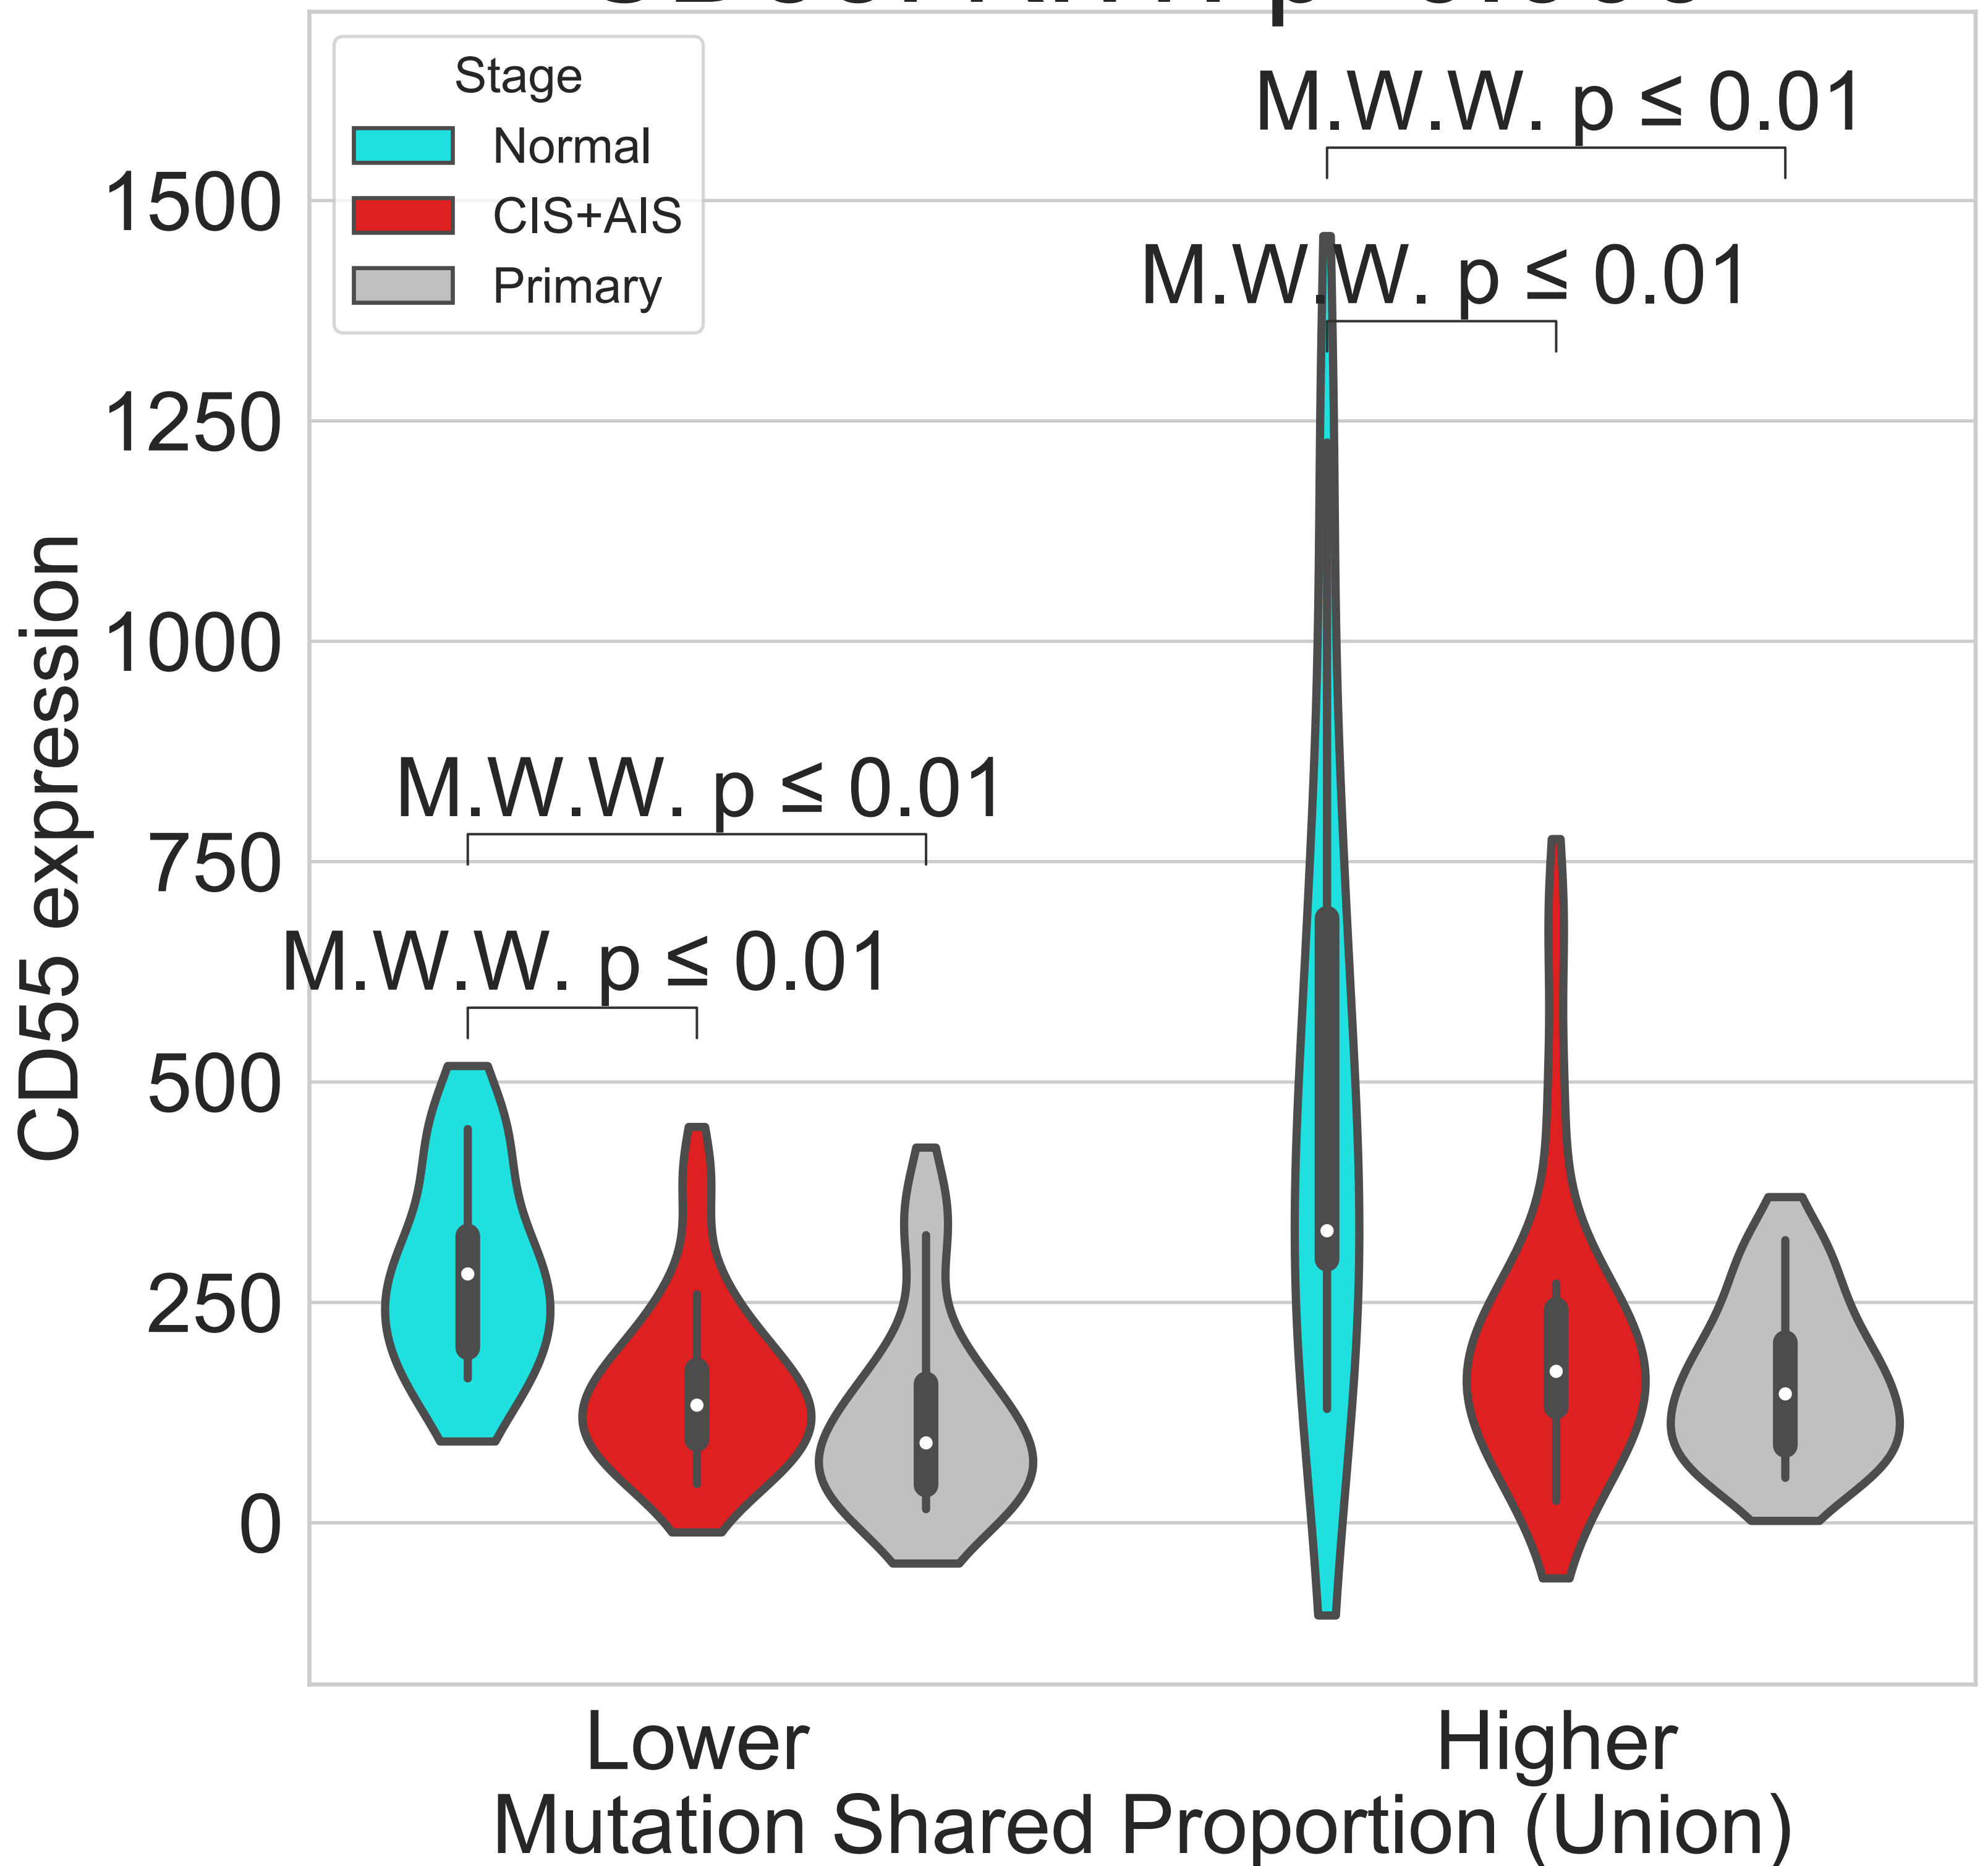 Stage
Normal
CIS+AIS
Primary
M.W.W. p ≤ 0.01
M.W.W. p ≤ 0.01
M.W.W. p ≤ 0.01
M.W.W. p ≤ 0.01
1500
1250
1000
750
500
250
0
CD55 expression
Lower
Higher
Mutation Shared Proportion (Union)